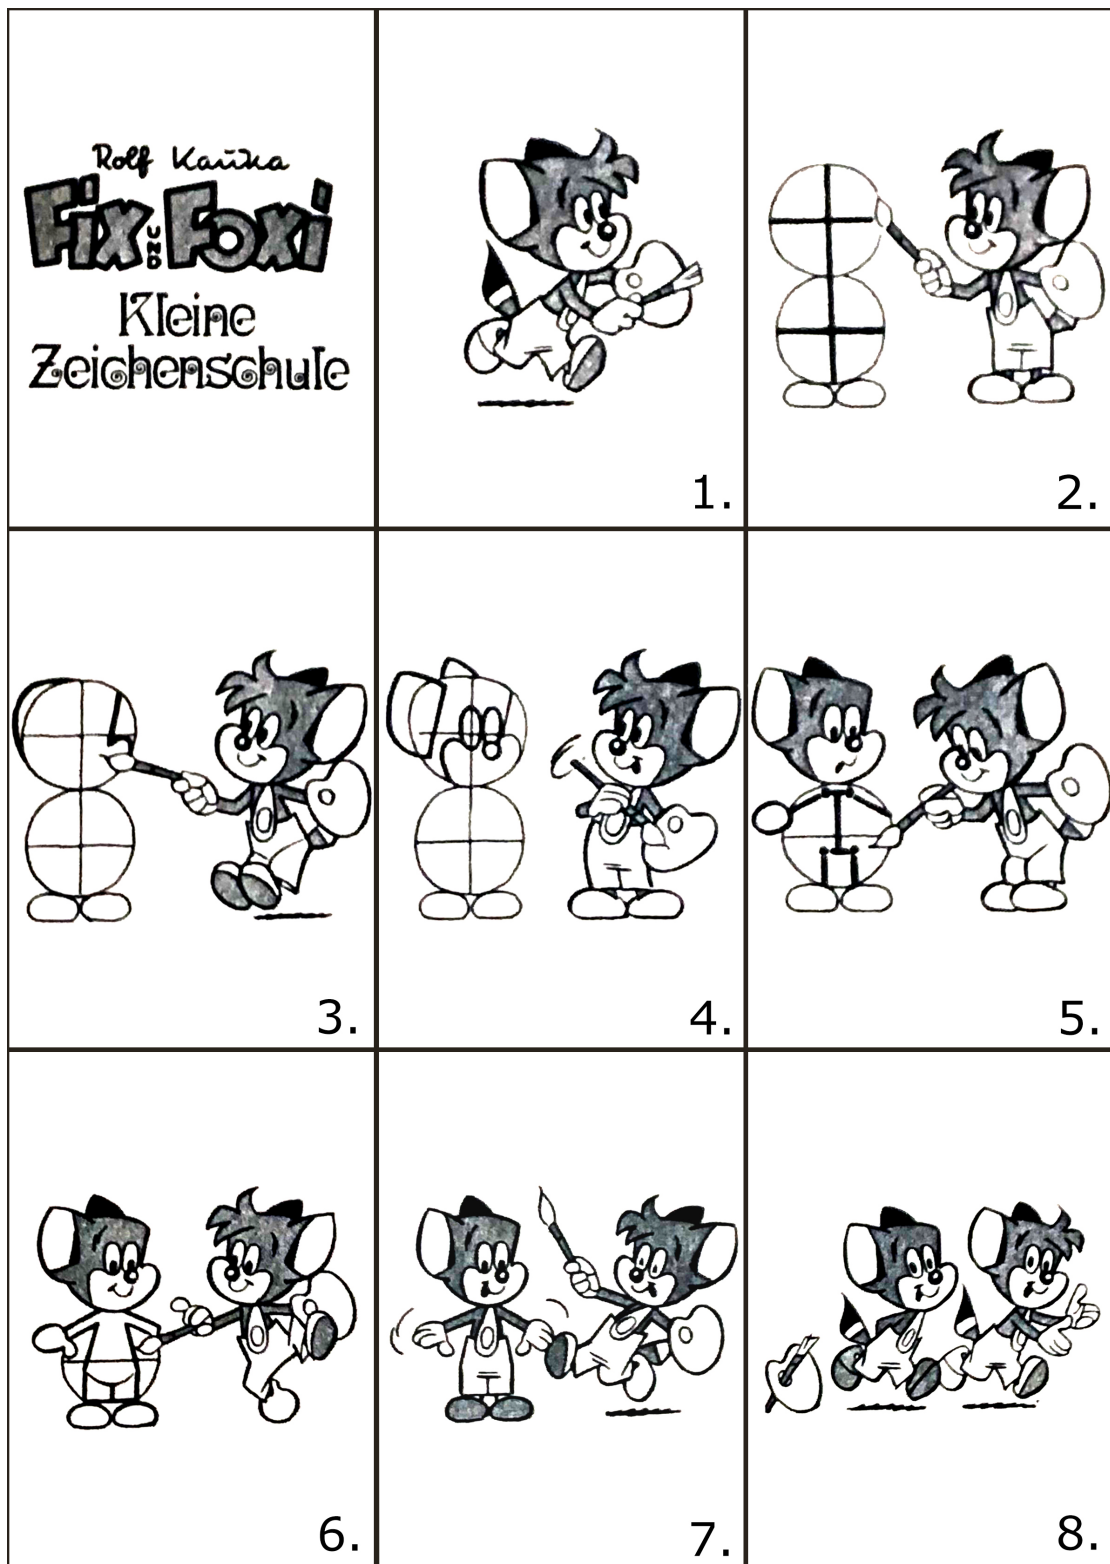 Rolf Kauka
Fix UND Foxi
Kleine
Zeichenschule
1.
2.
3.
4.
5.
6.
7.
8.